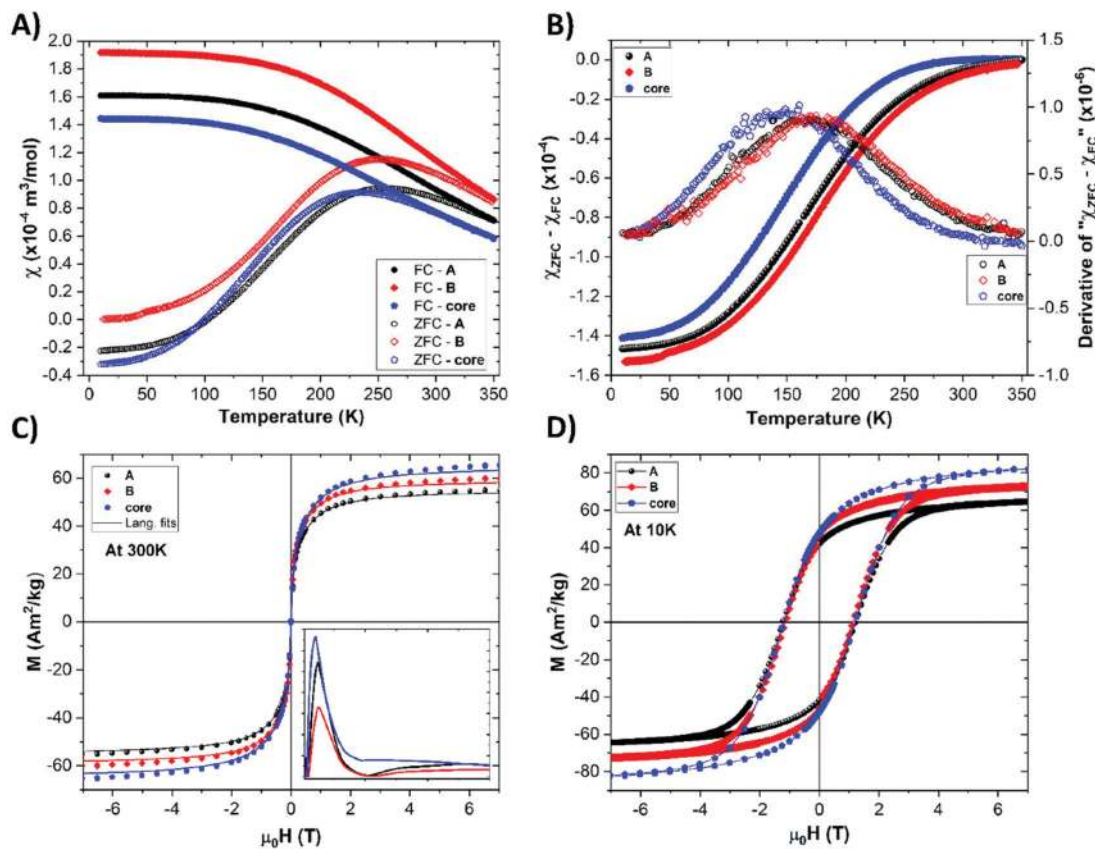 A)
2.0
1.8
1.6
1.4
1.2
1.0
0.8
0.6
0.4
0.2
0.0
-0.2
-0.4
χ (x10⁻⁴ m³/mol)
FC - A
FC - B
FC - core
ZFC - A
ZFC - B
ZFC - core
0 50 100 150 200 250 300 350
Temperature (K)
B)
0.0
-0.2
-0.4
-0.6
-0.8
-1.0
-1.2
-1.4
-1.6
χZFC - χFC (x10⁻⁴)
A
B
core
A
B
core
1.5
1.0
0.5
0.0
-0.5
-1.0
Derivative of "χZFC - χFC" (x10⁻⁶)
0 50 100 150 200 250 300 350
Temperature (K)
C)
60
40
20
0
-20
-40
-60
M (Am²/kg)
A
B
core
Lang. fits
At 300K
-6 -4 -2 0 2 4 6
μ₀H (T)
D)
80
60
40
20
0
-20
-40
-60
-80
M (Am²/kg)
A
B
core
At 10K
-6 -4 -2 0 2 4 6
μ₀H (T)